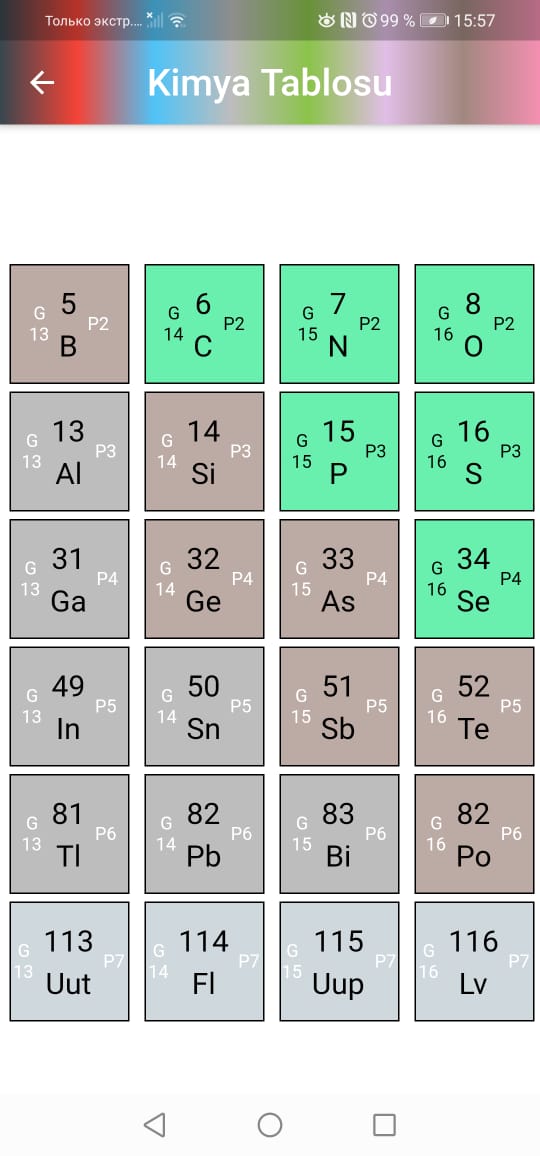 Только экстр.... 99 % 15:57
Kimya Tablosu
G 13 5 B P2
G 14 6 C P2
G 15 7 N P2
G 16 8 O P2
G 13 13 Al P3
G 14 14 Si P3
G 15 15 P P3
G 16 16 S P3
G 13 31 Ga P4
G 14 32 Ge P4
G 15 33 As P4
G 16 34 Se P4
G 13 49 In P5
G 14 50 Sn P5
G 15 51 Sb P5
G 16 52 Te P5
G 13 81 Tl P6
G 14 82 Pb P6
G 15 83 Bi P6
G 16 82 Po P6
G 13 113 Uut P7
G 14 114 Fl P7
G 15 115 Uup P7
G 16 116 Lv P7